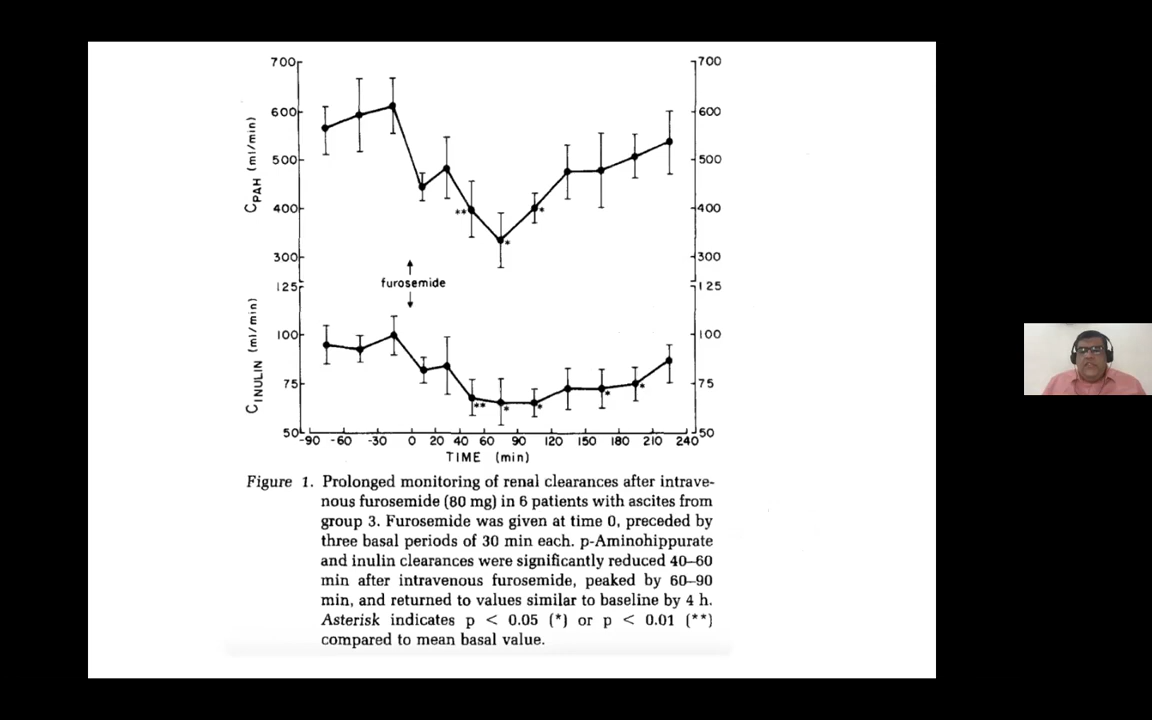 700 700
600 600
500 500
400 400
300 300
C PAH (ml/min)
** * *
furosemide
125 125
100 100
75 75
50 50
C INULIN (ml/min)
** * * * *
-90 -60 -30 0 20 40 60 90 120 150 180 210 240
TIME (min)
Figure 1. Prolonged monitoring of renal clearances after intrave-
nous furosemide (80 mg) in 6 patients with ascites from
group 3. Furosemide was given at time 0, preceded by
three basal periods of 30 min each. p-Aminohippurate
and inulin clearances were significantly reduced 40–60
min after intravenous furosemide, peaked by 60–90
min, and returned to values similar to baseline by 4 h.
Asterisk indicates p < 0.05 (*) or p < 0.01 (**)
compared to mean basal value.